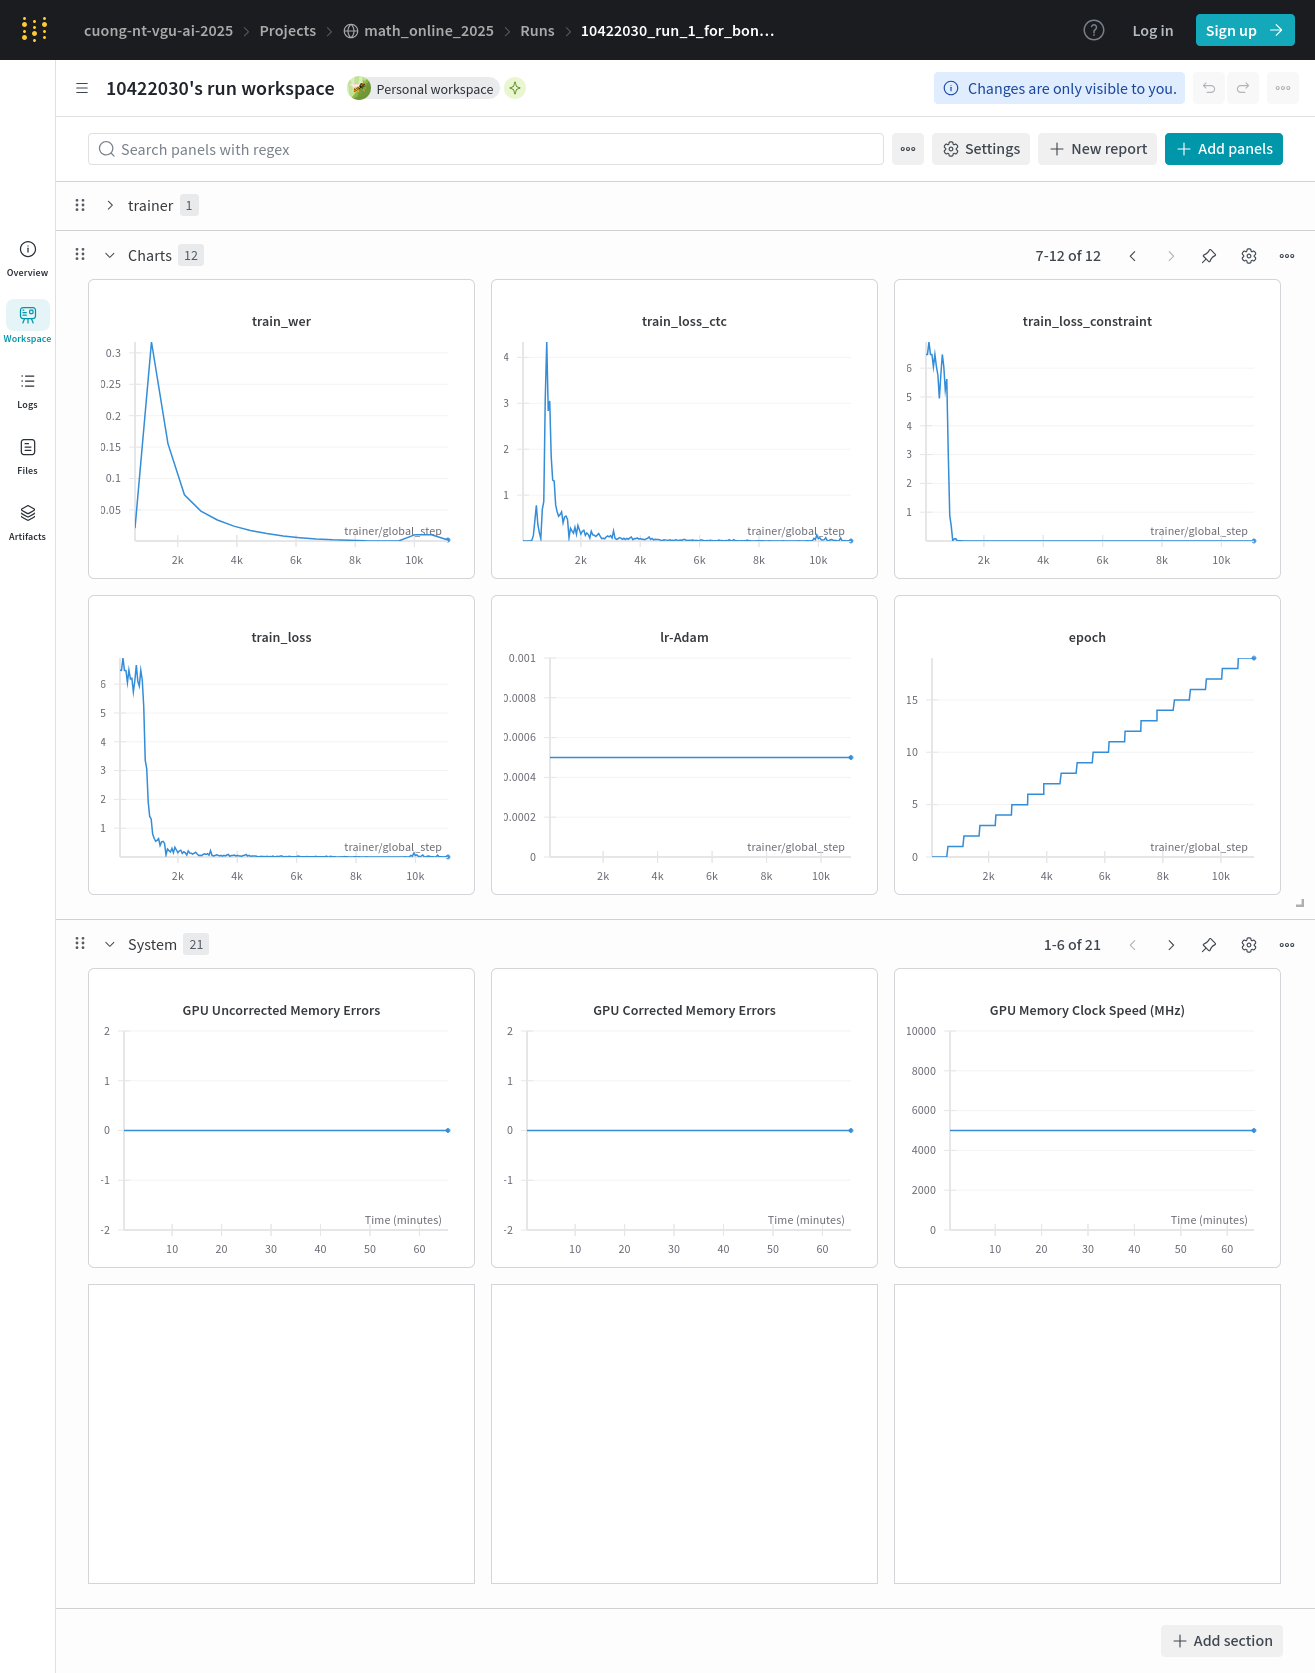 cuong-nt-vgu-ai-2025 Projects math_online_2025 Runs 10422030_run_1_for_bon... Log in Sign up
10422030's run workspace Personal workspace Changes are only visible to you.
Search panels with regex Settings New report Add panels
trainer 1
Charts 12 7-12 of 12
Overview
Workspace
Logs
Files
Artifacts
train_wer
0.3
0.25
0.2
0.15
0.1
0.05
trainer/global_step
2k 4k 6k 8k 10k
train_loss_ctc
4
3
2
1
trainer/global_step
2k 4k 6k 8k 10k
train_loss_constraint
6
5
4
3
2
1
trainer/global_step
2k 4k 6k 8k 10k
train_loss
6
5
4
3
2
1
trainer/global_step
2k 4k 6k 8k 10k
lr-Adam
0.001
0.0008
0.0006
0.0004
0.0002
0
trainer/global_step
2k 4k 6k 8k 10k
epoch
15
10
5
0
trainer/global_step
2k 4k 6k 8k 10k
System 21 1-6 of 21
GPU Uncorrected Memory Errors
2
1
0
-1
-2
Time (minutes)
10 20 30 40 50 60
GPU Corrected Memory Errors
2
1
0
-1
-2
Time (minutes)
10 20 30 40 50 60
GPU Memory Clock Speed (MHz)
10000
8000
6000
4000
2000
0
Time (minutes)
10 20 30 40 50 60
Add section